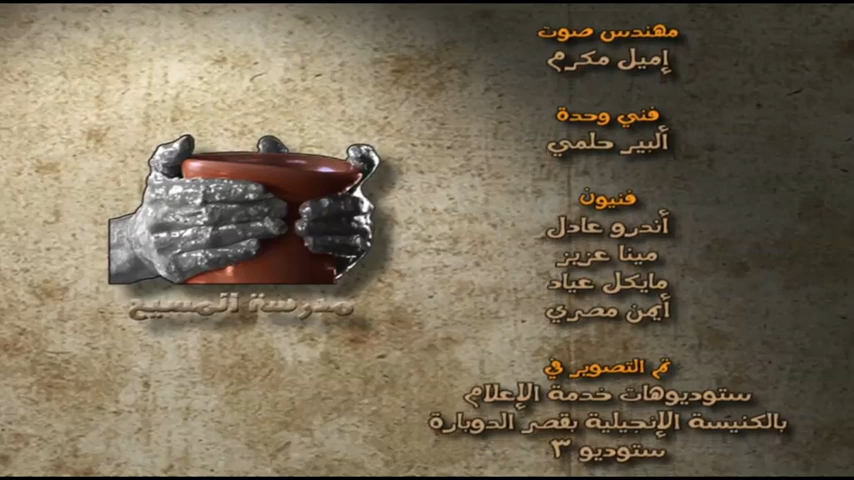 مهندس صوت
إميل مكرم
فني وحدة
ألبير حلمي
فنيون
أندرو عادل
مينا عزيز
مايكل عياد
أيمن مصري
تم التصوير في
ستوديوهات خدمة الإعلام
بالكنيسة الإنجيلية بقصر الدوبارة
ستوديو ٣
مدرسة المسيح